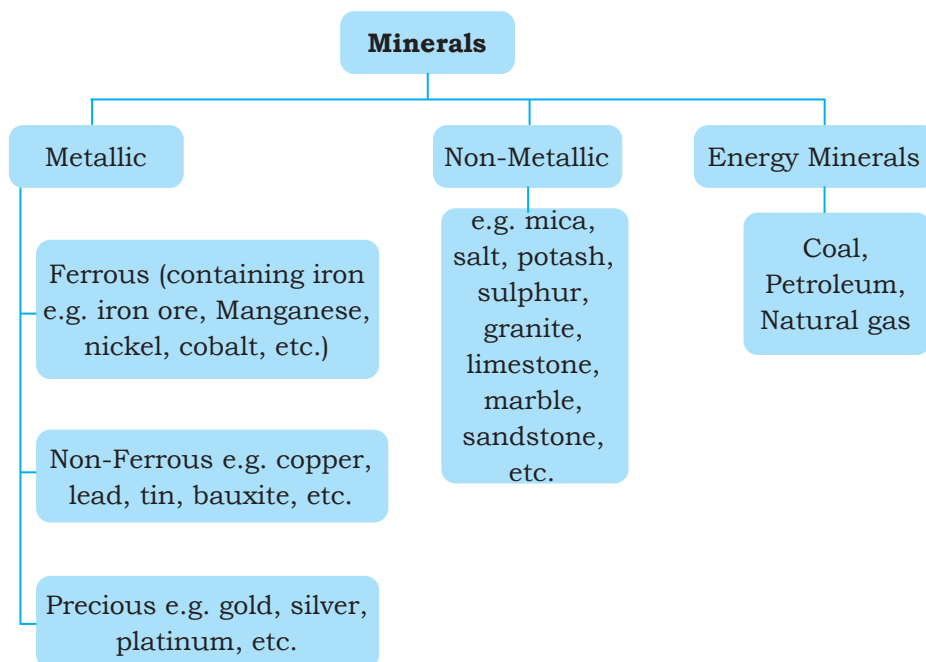 Minerals
Metallic
Non-Metallic
Energy Minerals
Ferrous (containing iron
e.g. iron ore, Manganese,
nickel, cobalt, etc.)
Non-Ferrous e.g. copper,
lead, tin, bauxite, etc.
Precious e.g. gold, silver,
platinum, etc.
e.g. mica,
salt, potash,
sulphur,
granite,
limestone,
marble,
sandstone,
etc.
Coal,
Petroleum,
Natural gas